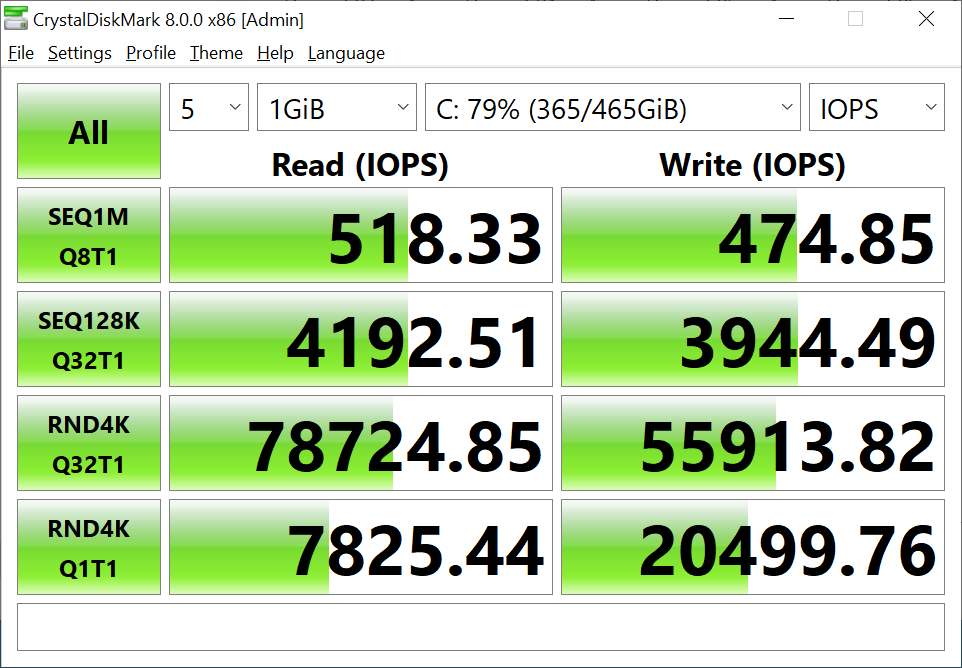 CrystalDiskMark 8.0.0 x86 [Admin]
File Settings Profile Theme Help Language
All 5 1GiB C: 79% (365/465GiB) IOPS
Read (IOPS) Write (IOPS)
SEQ1M
Q8T1 518.33 474.85
SEQ128K
Q32T1 4192.51 3944.49
RND4K
Q32T1 78724.85 55913.82
RND4K
Q1T1 7825.44 20499.76